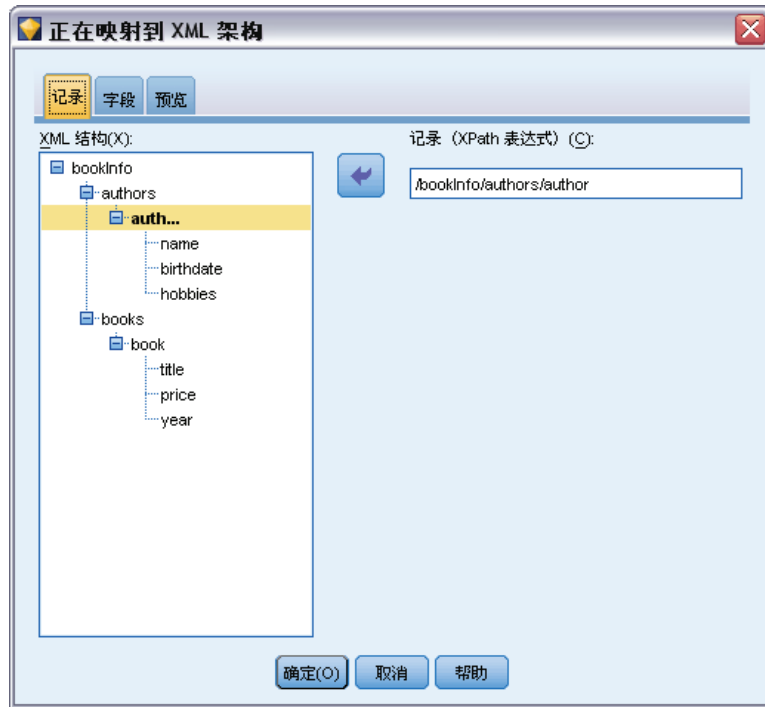 正在映射到 XML 架构
记录 字段 预览
XML 结构(X):
bookInfo
authors
auth...
name
birthdate
hobbies
books
book
title
price
year
记录（XPath 表达式）(C):
/bookInfo/authors/author
确定(O) 取消 帮助